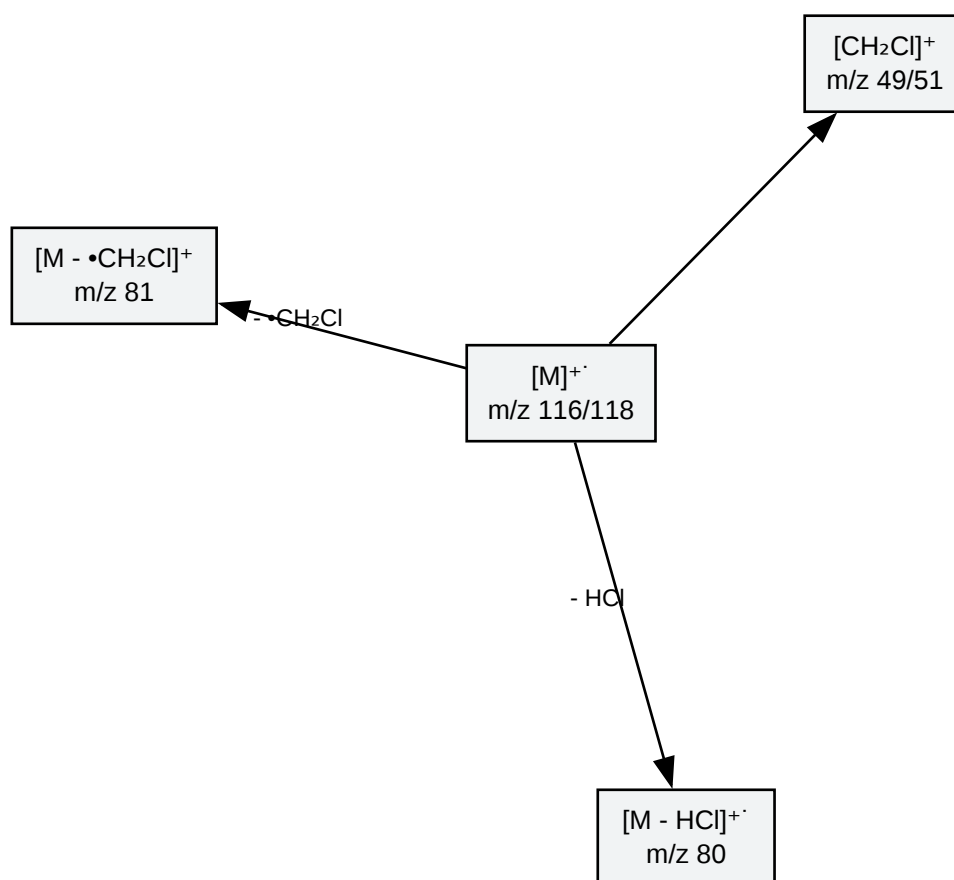 [CH₂Cl]⁺
m/z 49/51
[M - •CH₂Cl]⁺
m/z 81
- •CH₂Cl
[M]⁺˙
m/z 116/118
- HCl
[M - HCl]⁺˙
m/z 80